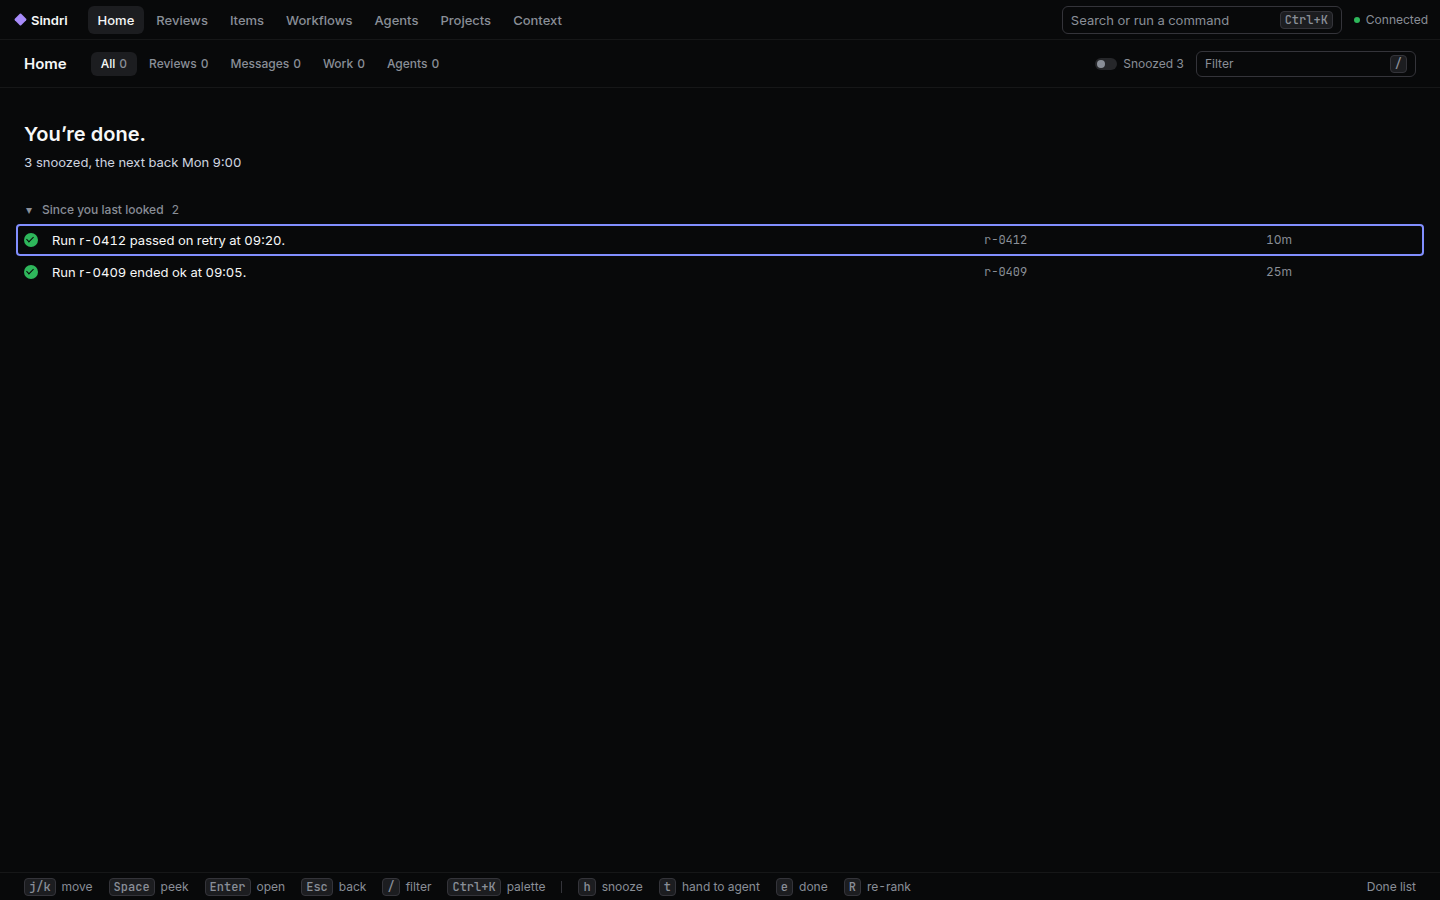 Sindri Home Reviews Items Workflows Agents Projects Context Search or run a command Ctrl+K Connected
Home All 0 Reviews 0 Messages 0 Work 0 Agents 0 Snoozed 3 Filter /
You’re done.
3 snoozed, the next back Mon 9:00
Since you last looked 2
Run r-0412 passed on retry at 09:20. r-0412 10m
Run r-0409 ended ok at 09:05. r-0409 25m
j/k move Space peek Enter open Esc back / filter Ctrl+K palette h snooze t hand to agent e done R re-rank Done list